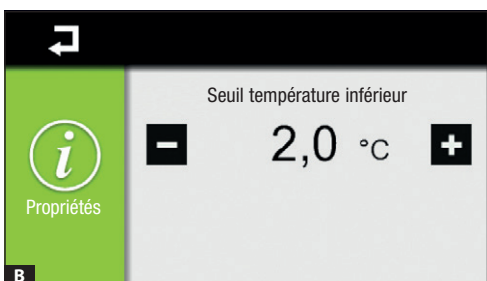 Seuil température inférieur
- 2,0 °C +
i
Propriétés
B